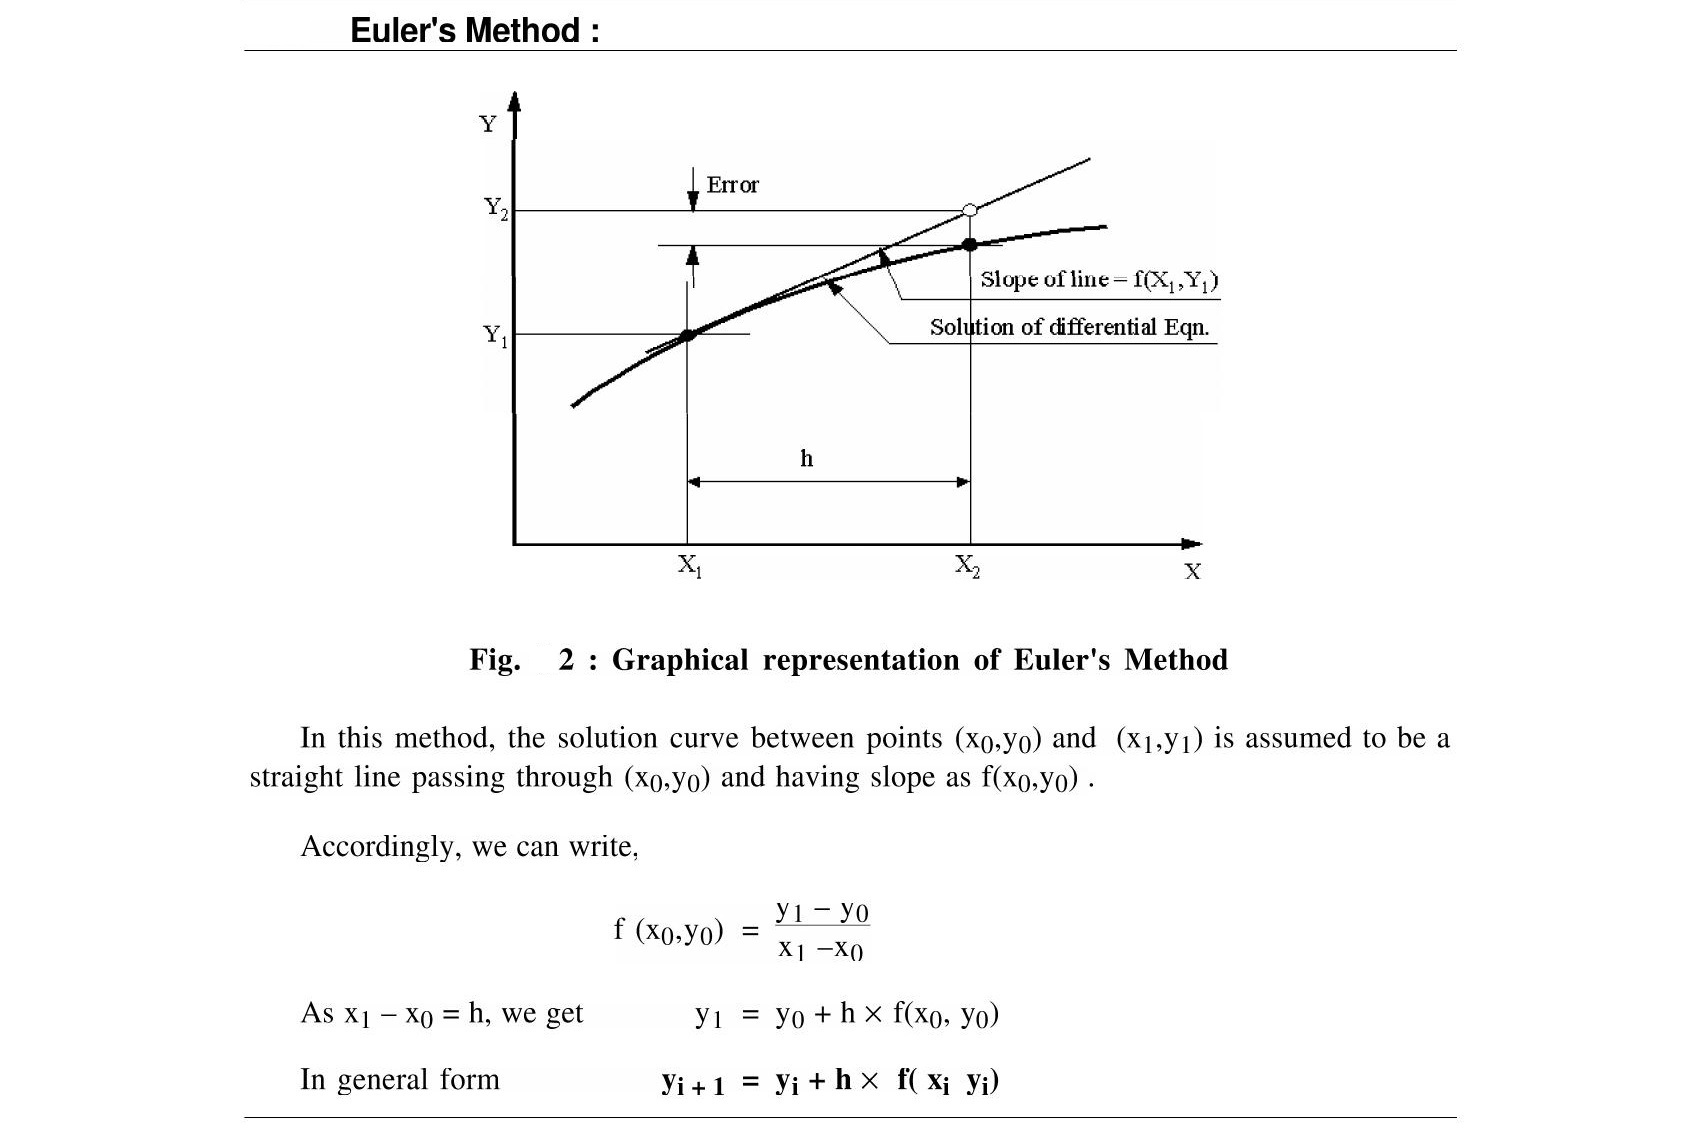 Euler's Method :
Y
Error
Y₂
Slope of line = f(X₁,Y₁)
Solution of differential Eqn.
Y₁
h
X₁
X₂
X
Fig. 2 : Graphical representation of Euler's Method
In this method, the solution curve between points (x₀,y₀) and (x₁,y₁) is assumed to be a
straight line passing through (x₀,y₀) and having slope as f(x₀,y₀) .
Accordingly, we can write,
f (x₀,y₀) = (y₁ – y₀) / (x₁ –x₀)
As x₁ – x₀ = h, we get y₁ = y₀ + h × f(x₀, y₀)
In general form yᵢ₊₁ = yᵢ + h × f( xᵢ yᵢ)